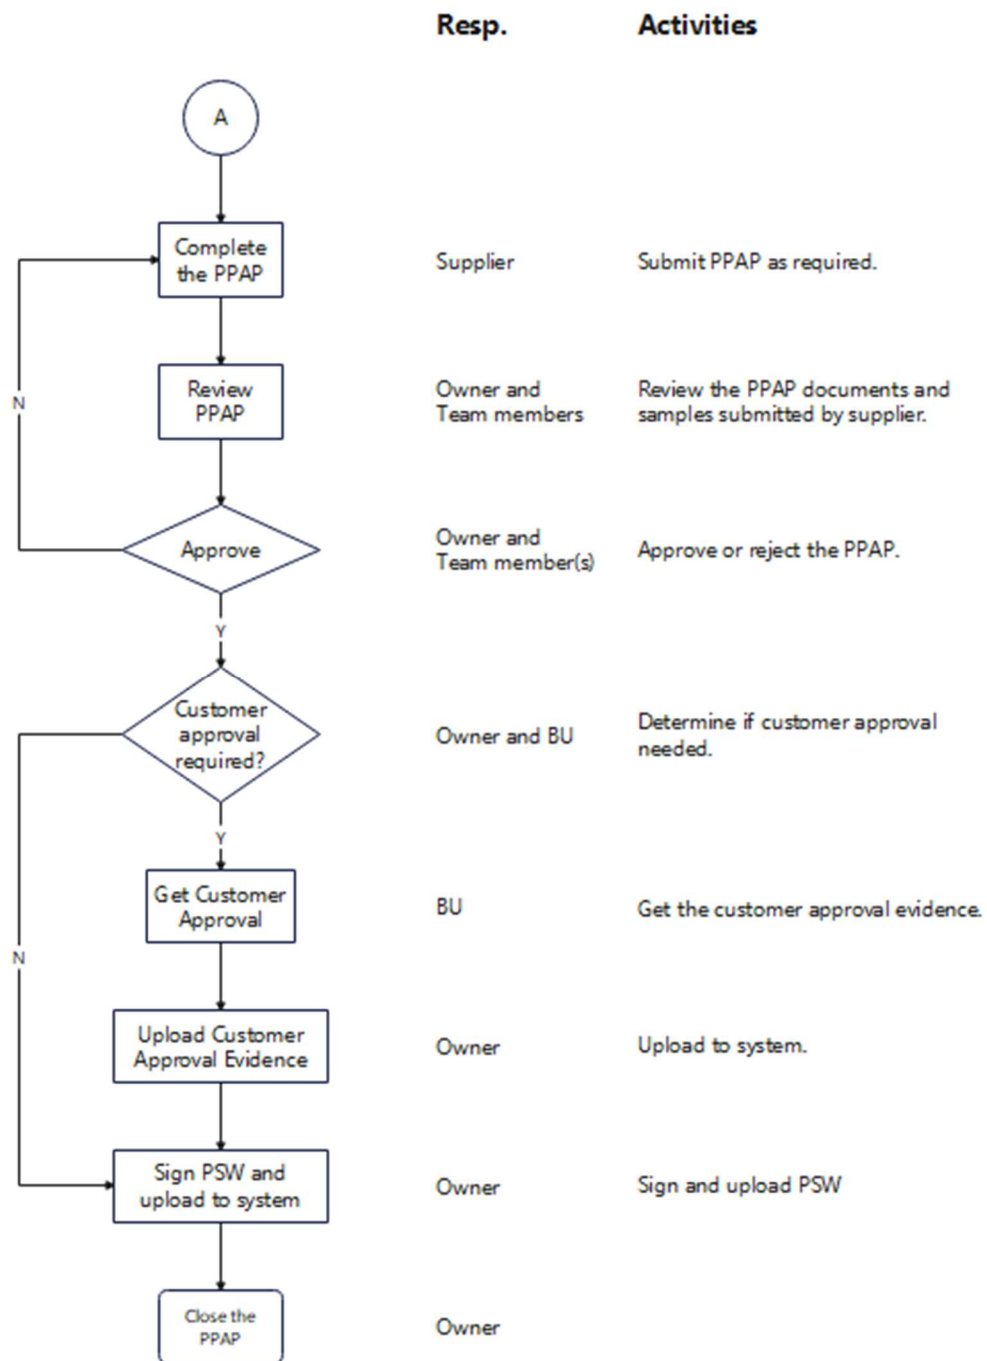 Resp. Activities
A
Complete
the PPAP
Supplier
Submit PPAP as required.
Review
PPAP
Owner and
Team members
Review the PPAP documents and
samples submitted by supplier.
N
Approve
Owner and
Team member(s)
Approve or reject the PPAP.
Y
Customer
approval
required?
Owner and BU
Determine if customer approval
needed.
Y
Get Customer
Approval
BU
Get the customer approval evidence.
N
Upload Customer
Approval Evidence
Owner
Upload to system.
Sign PSW and
upload to system
Owner
Sign and upload PSW
Close the
PPAP
Owner